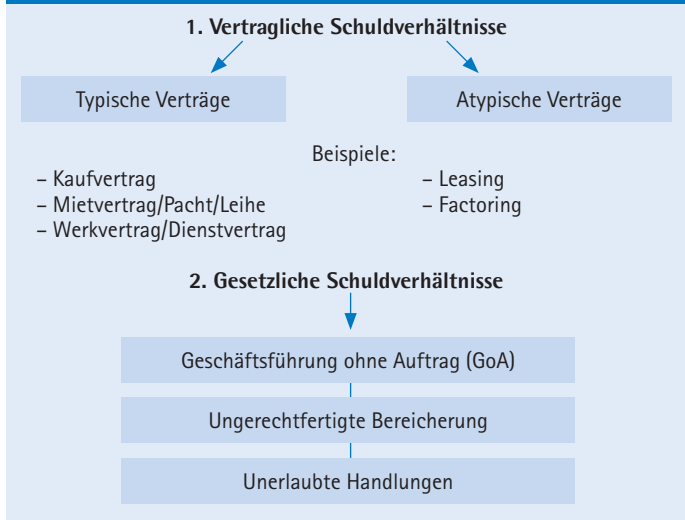 1. Vertragliche Schuldverhältnisse
Typische Verträge
Atypische Verträge
Beispiele:
– Kaufvertrag
– Mietvertrag/Pacht/Leihe
– Werkvertrag/Dienstvertrag
– Leasing
– Factoring
2. Gesetzliche Schuldverhältnisse
Geschäftsführung ohne Auftrag (GoA)
Ungerechtfertigte Bereicherung
Unerlaubte Handlungen